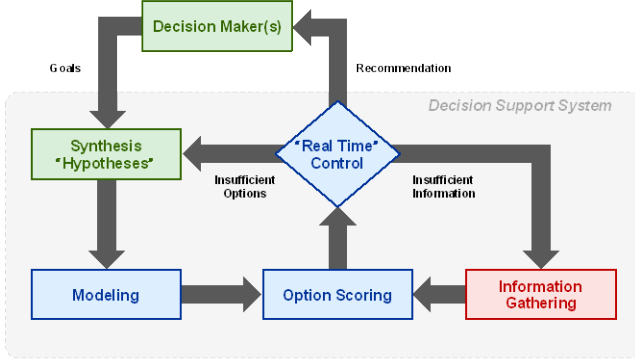 Decision Maker(s)
Goals
Recommendation
Decision Support System
Synthesis
"Hypotheses"
"Real Time"
Control
Insufficient
Options
Insufficient
Information
Modeling
Option Scoring
Information
Gathering